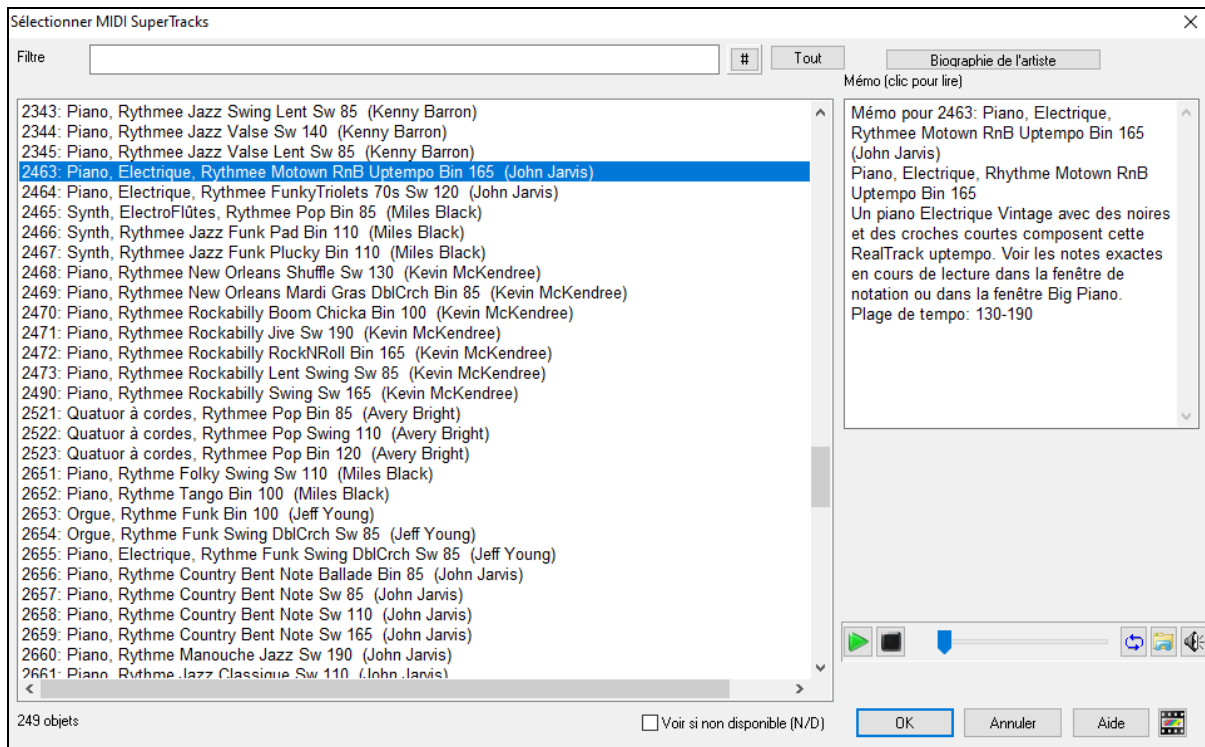 Sélectionner MIDI SuperTracks
Filtre
#
Tout
Biographie de l'artiste
Mémo (clic pour lire)
2343: Piano, Rythmee Jazz Swing Lent Sw 85 (Kenny Barron)
2344: Piano, Rythmee Jazz Valse Sw 140 (Kenny Barron)
2345: Piano, Rythmee Jazz Valse Lent Sw 85 (Kenny Barron)
2463: Piano, Electrique, Rythmee Motown RnB Uptempo Bin 165 (John Jarvis)
2464: Piano, Electrique, Rythmee FunkyTriolets 70s Sw 120 (John Jarvis)
2465: Synth, ElectroFlûtes, Rythmee Pop Bin 85 (Miles Black)
2466: Synth, Rythmee Jazz Funk Pad Bin 110 (Miles Black)
2467: Synth, Rythmee Jazz Funk Plucky Bin 110 (Miles Black)
2468: Piano, Rythmee New Orleans Shuffle Sw 130 (Kevin McKendree)
2469: Piano, Rythmee New Orleans Mardi Gras DblCrch Bin 85 (Kevin McKendree)
2470: Piano, Rythmee Rockabilly Boom Chicka Bin 100 (Kevin McKendree)
2471: Piano, Rythmee Rockabilly Jive Sw 190 (Kevin McKendree)
2472: Piano, Rythmee Rockabilly RockNRoll Bin 165 (Kevin McKendree)
2473: Piano, Rythmee Rockabilly Lent Swing Sw 85 (Kevin McKendree)
2490: Piano, Rythmee Rockabilly Swing Sw 165 (Kevin McKendree)
2521: Quatuor à cordes, Rythmee Pop Bin 85 (Avery Bright)
2522: Quatuor à cordes, Rythmee Pop Swing 110 (Avery Bright)
2523: Quatuor à cordes, Rythmee Pop Bin 120 (Avery Bright)
2651: Piano, Rythme Folky Swing Sw 110 (Miles Black)
2652: Piano, Rythme Tango Bin 100 (Miles Black)
2653: Orgue, Rythme Funk Bin 100 (Jeff Young)
2654: Orgue, Rythme Funk Swing DblCrch Sw 85 (Jeff Young)
2655: Piano, Electrique, Rythme Funk Swing DblCrch Sw 85 (Jeff Young)
2656: Piano, Rythme Country Bent Note Ballade Bin 85 (John Jarvis)
2657: Piano, Rythme Country Bent Note Sw 85 (John Jarvis)
2658: Piano, Rythme Country Bent Note Sw 110 (John Jarvis)
2659: Piano, Rythme Country Bent Note Sw 165 (John Jarvis)
2660: Piano, Rythme Manouche Jazz Sw 190 (John Jarvis)
2661: Piano, Rythme Jazz Classique Sw 110 (John Jarvis)
Mémo pour 2463: Piano, Electrique,
Rythmee Motown RnB Uptempo Bin 165
(John Jarvis)
Piano, Electrique, Rhythme Motown RnB
Uptempo Bin 165
Un piano Electrique Vintage avec des noires
et des croches courtes composent cette
RealTrack uptempo. Voir les notes exactes
en cours de lecture dans la fenêtre de
notation ou dans la fenêtre Big Piano.
Plage de tempo: 130-190
249 objets
Voir si non disponible (N/D)
OK
Annuler
Aide